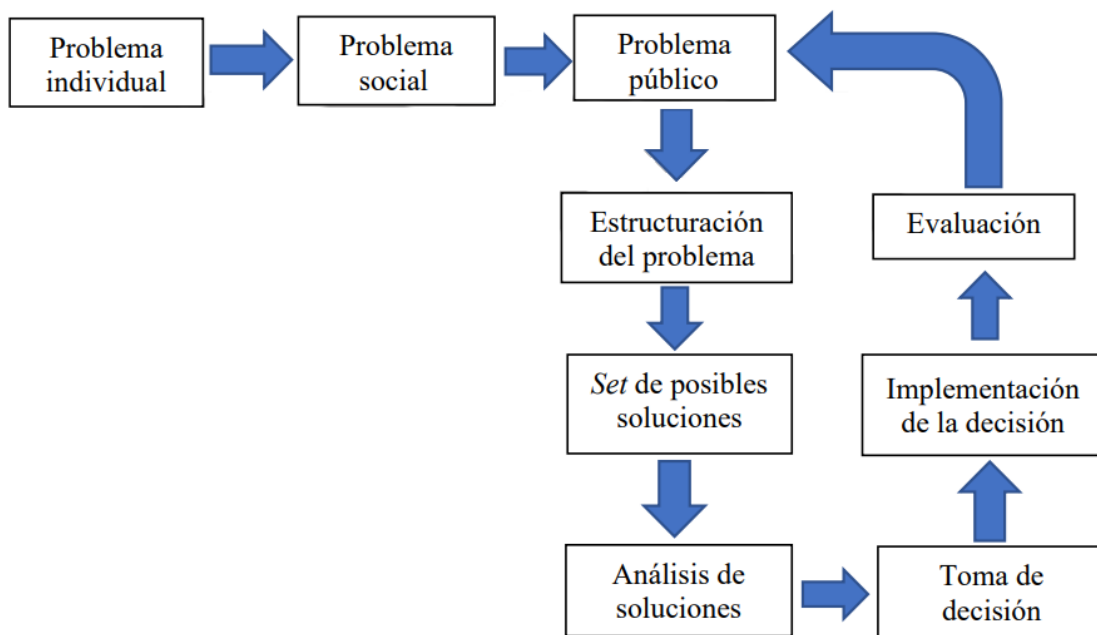 Problema
individual
Problema
social
Problema
público
Estructuración
del problema
Set de posibles
soluciones
Análisis de
soluciones
Toma de
decisión
Implementación
de la decisión
Evaluación